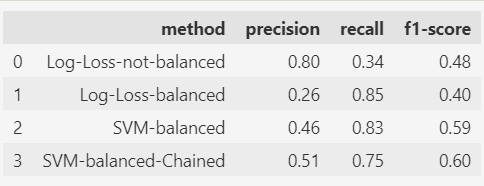 method precision recall f1-score
0 Log-Loss-not-balanced 0.80 0.34 0.48
1 Log-Loss-balanced 0.26 0.85 0.40
2 SVM-balanced 0.46 0.83 0.59
3 SVM-balanced-Chained 0.51 0.75 0.60